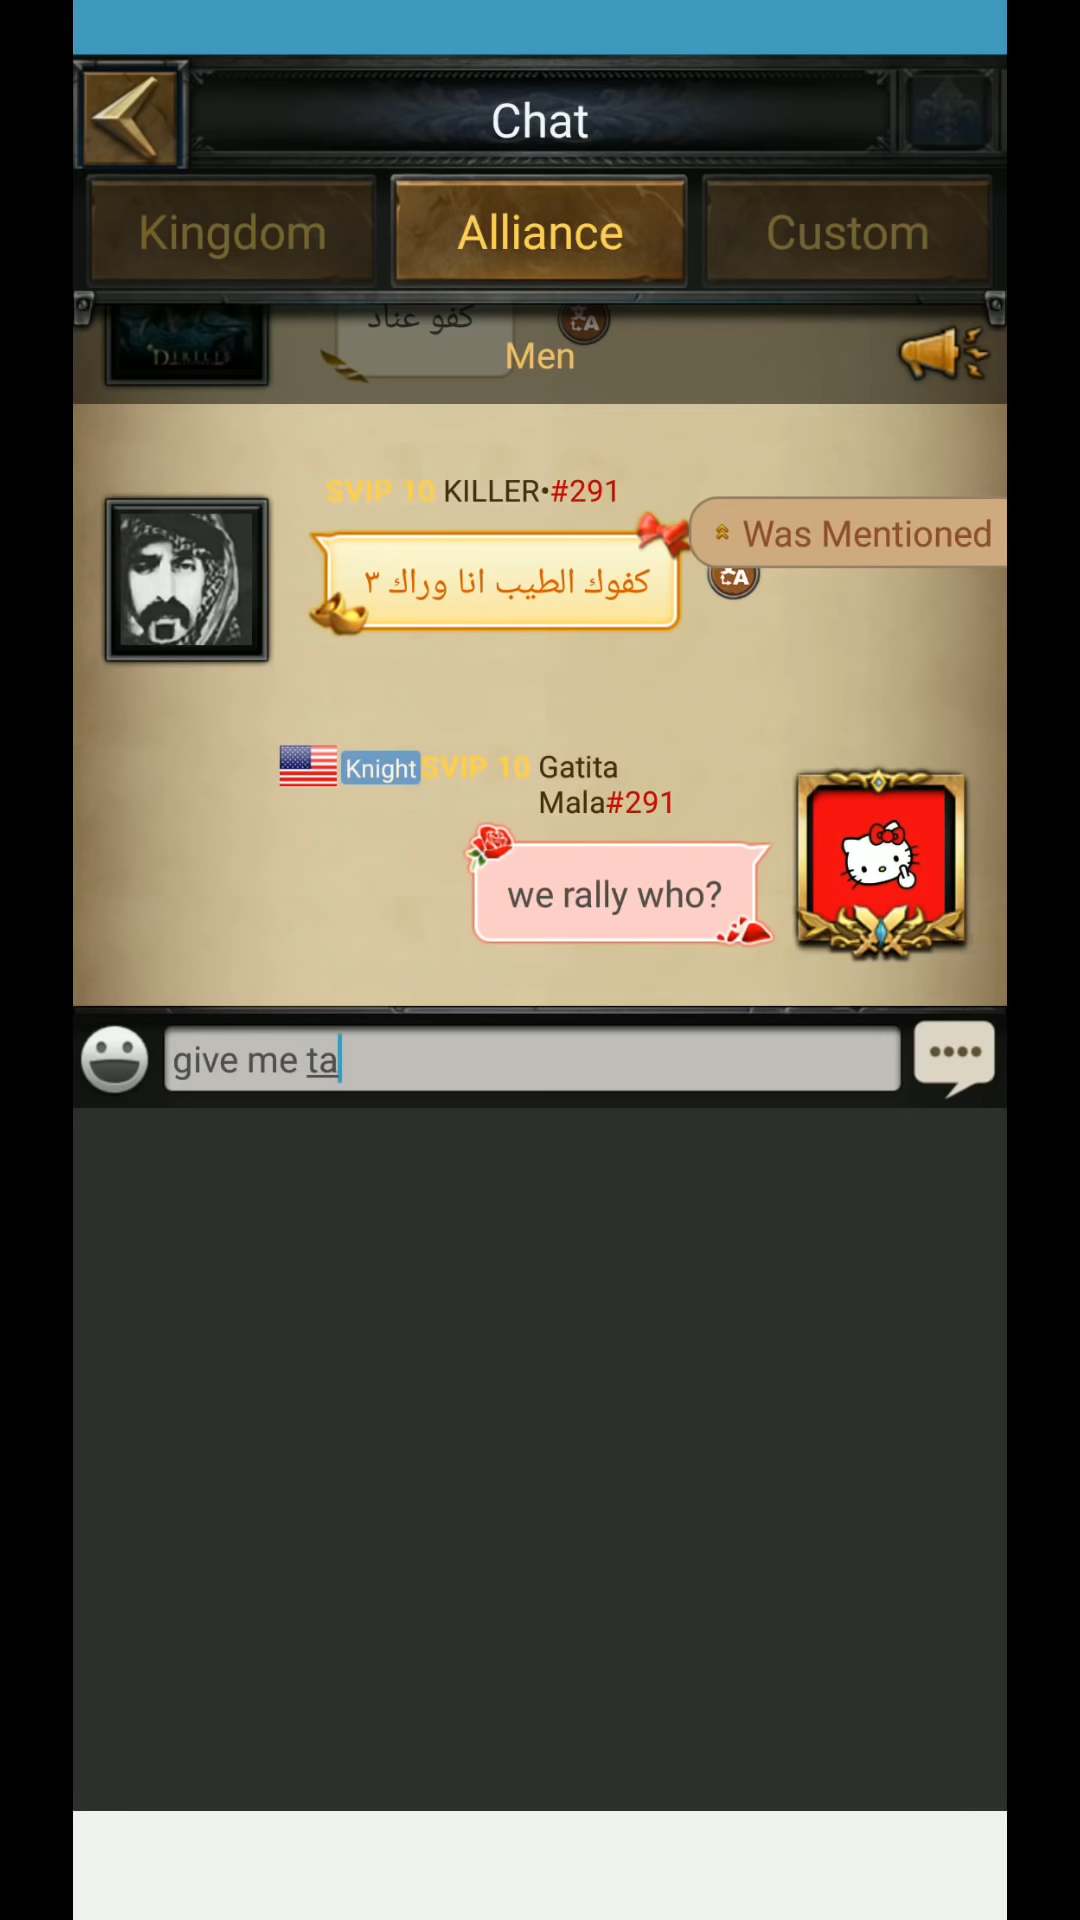 Chat
Kingdom
Alliance
Custom
كفو عناد
Men
SVIP 10 KILLER•#291
Was Mentioned
كفوك الطيب انا وراك ٣
Knight SVIP 10 Gatita
Mala#291
we rally who?
give me ta